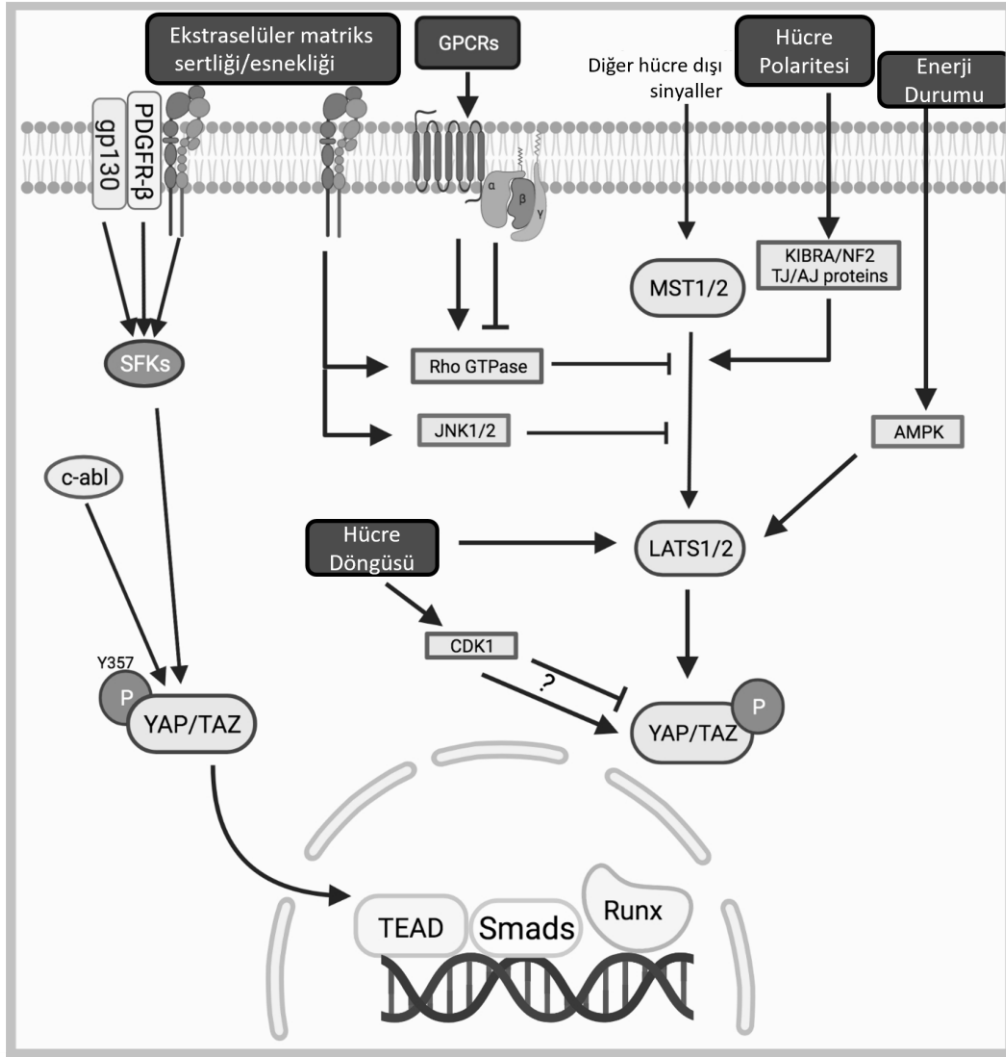 Ekstraselüler matriks
sertliği/esnekliği
GPCRs
Diğer hücre dışı
sinyaller
Hücre
Polaritesi
Enerji
Durumu
gp130
PDGFR-β
α
β
γ
MST1/2
KIBRA/NF2
TJ/AJ proteins
SFKs
Rho GTPase
JNK1/2
AMPK
c-abl
Hücre
Döngüsü
LATS1/2
CDK1
?
Y357
P
YAP/TAZ
YAP/TAZ
P
TEAD
Smads
Runx